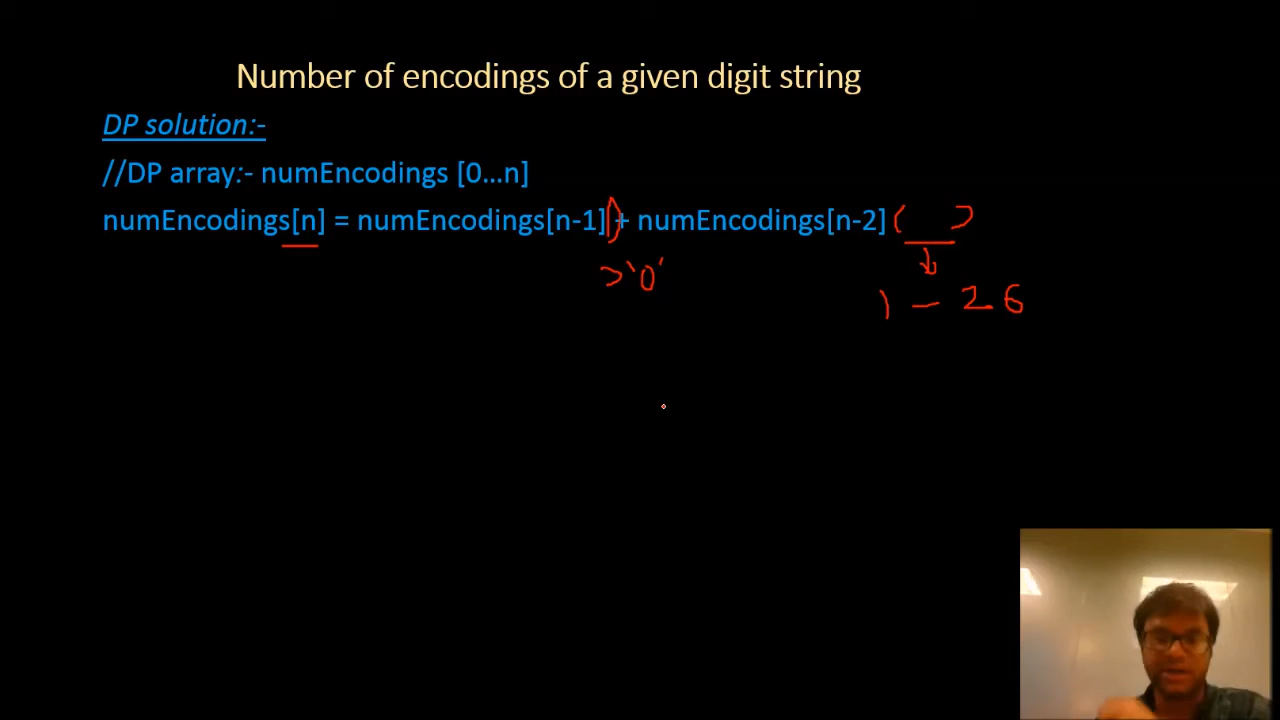 Number of encodings of a given digit string
DP solution:-
//DP array:- numEncodings [0...n]
numEncodings[n] = numEncodings[n-1] + numEncodings[n-2] ( )
>'0'
1 - 26